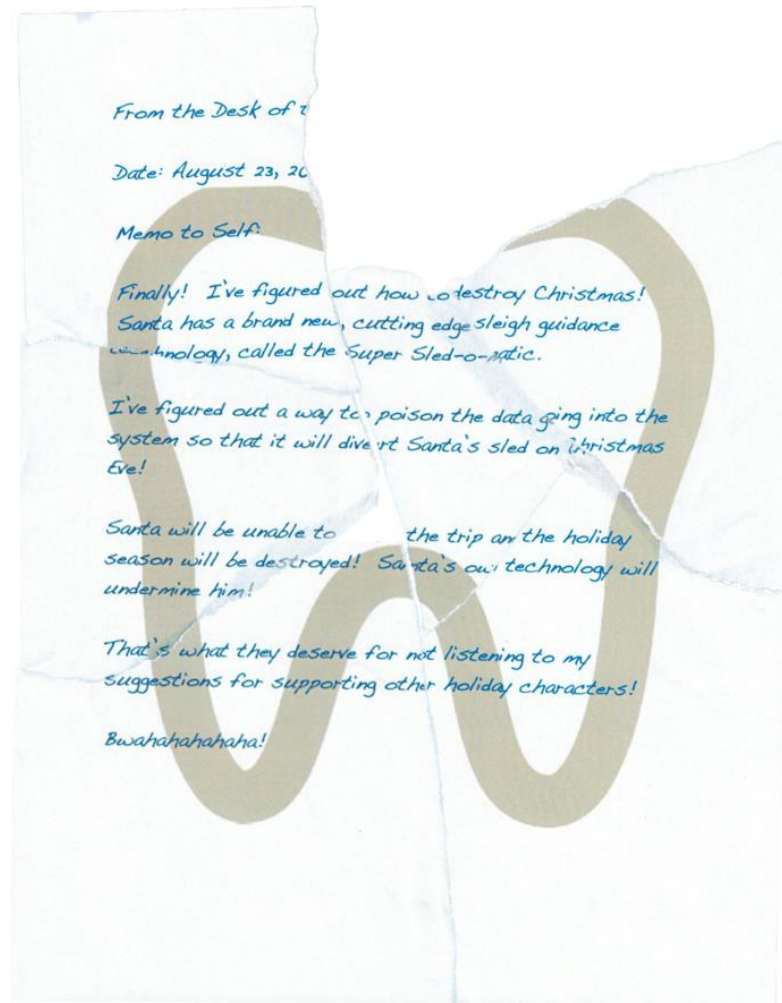 From the Desk of
Date: August 23, 20
Memo to Self:
Finally! I've figured out how destroy Christmas!
Santa has a brand new, cutting edge sleigh guidance
called the Super Sled-o-matic.
I've figured out a way to poison the data going into the
system so that it will divert Santa's sled on Christmas
Eve!
Santa will be unable to the trip an the holiday
season will be destroyed! Santa's technology will
undermine him!
That's what they deserve for not listening to my
suggestions for supporting other holiday characters!
Bwahahahahaha!